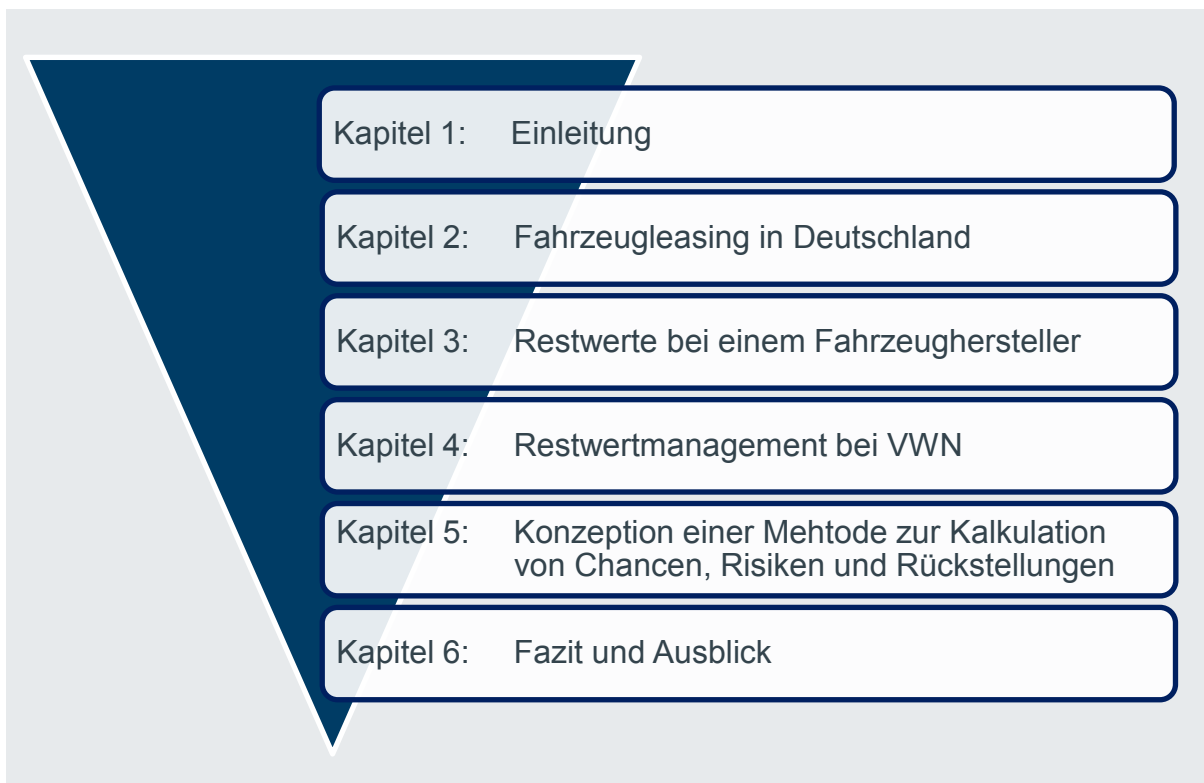 Kapitel 1: Einleitung
Kapitel 2: Fahrzeugleasing in Deutschland
Kapitel 3: Restwerte bei einem Fahrzeughersteller
Kapitel 4: Restwertmanagement bei VWN
Kapitel 5: Konzeption einer Mehtode zur Kalkulation
von Chancen, Risiken und Rückstellungen
Kapitel 6: Fazit und Ausblick